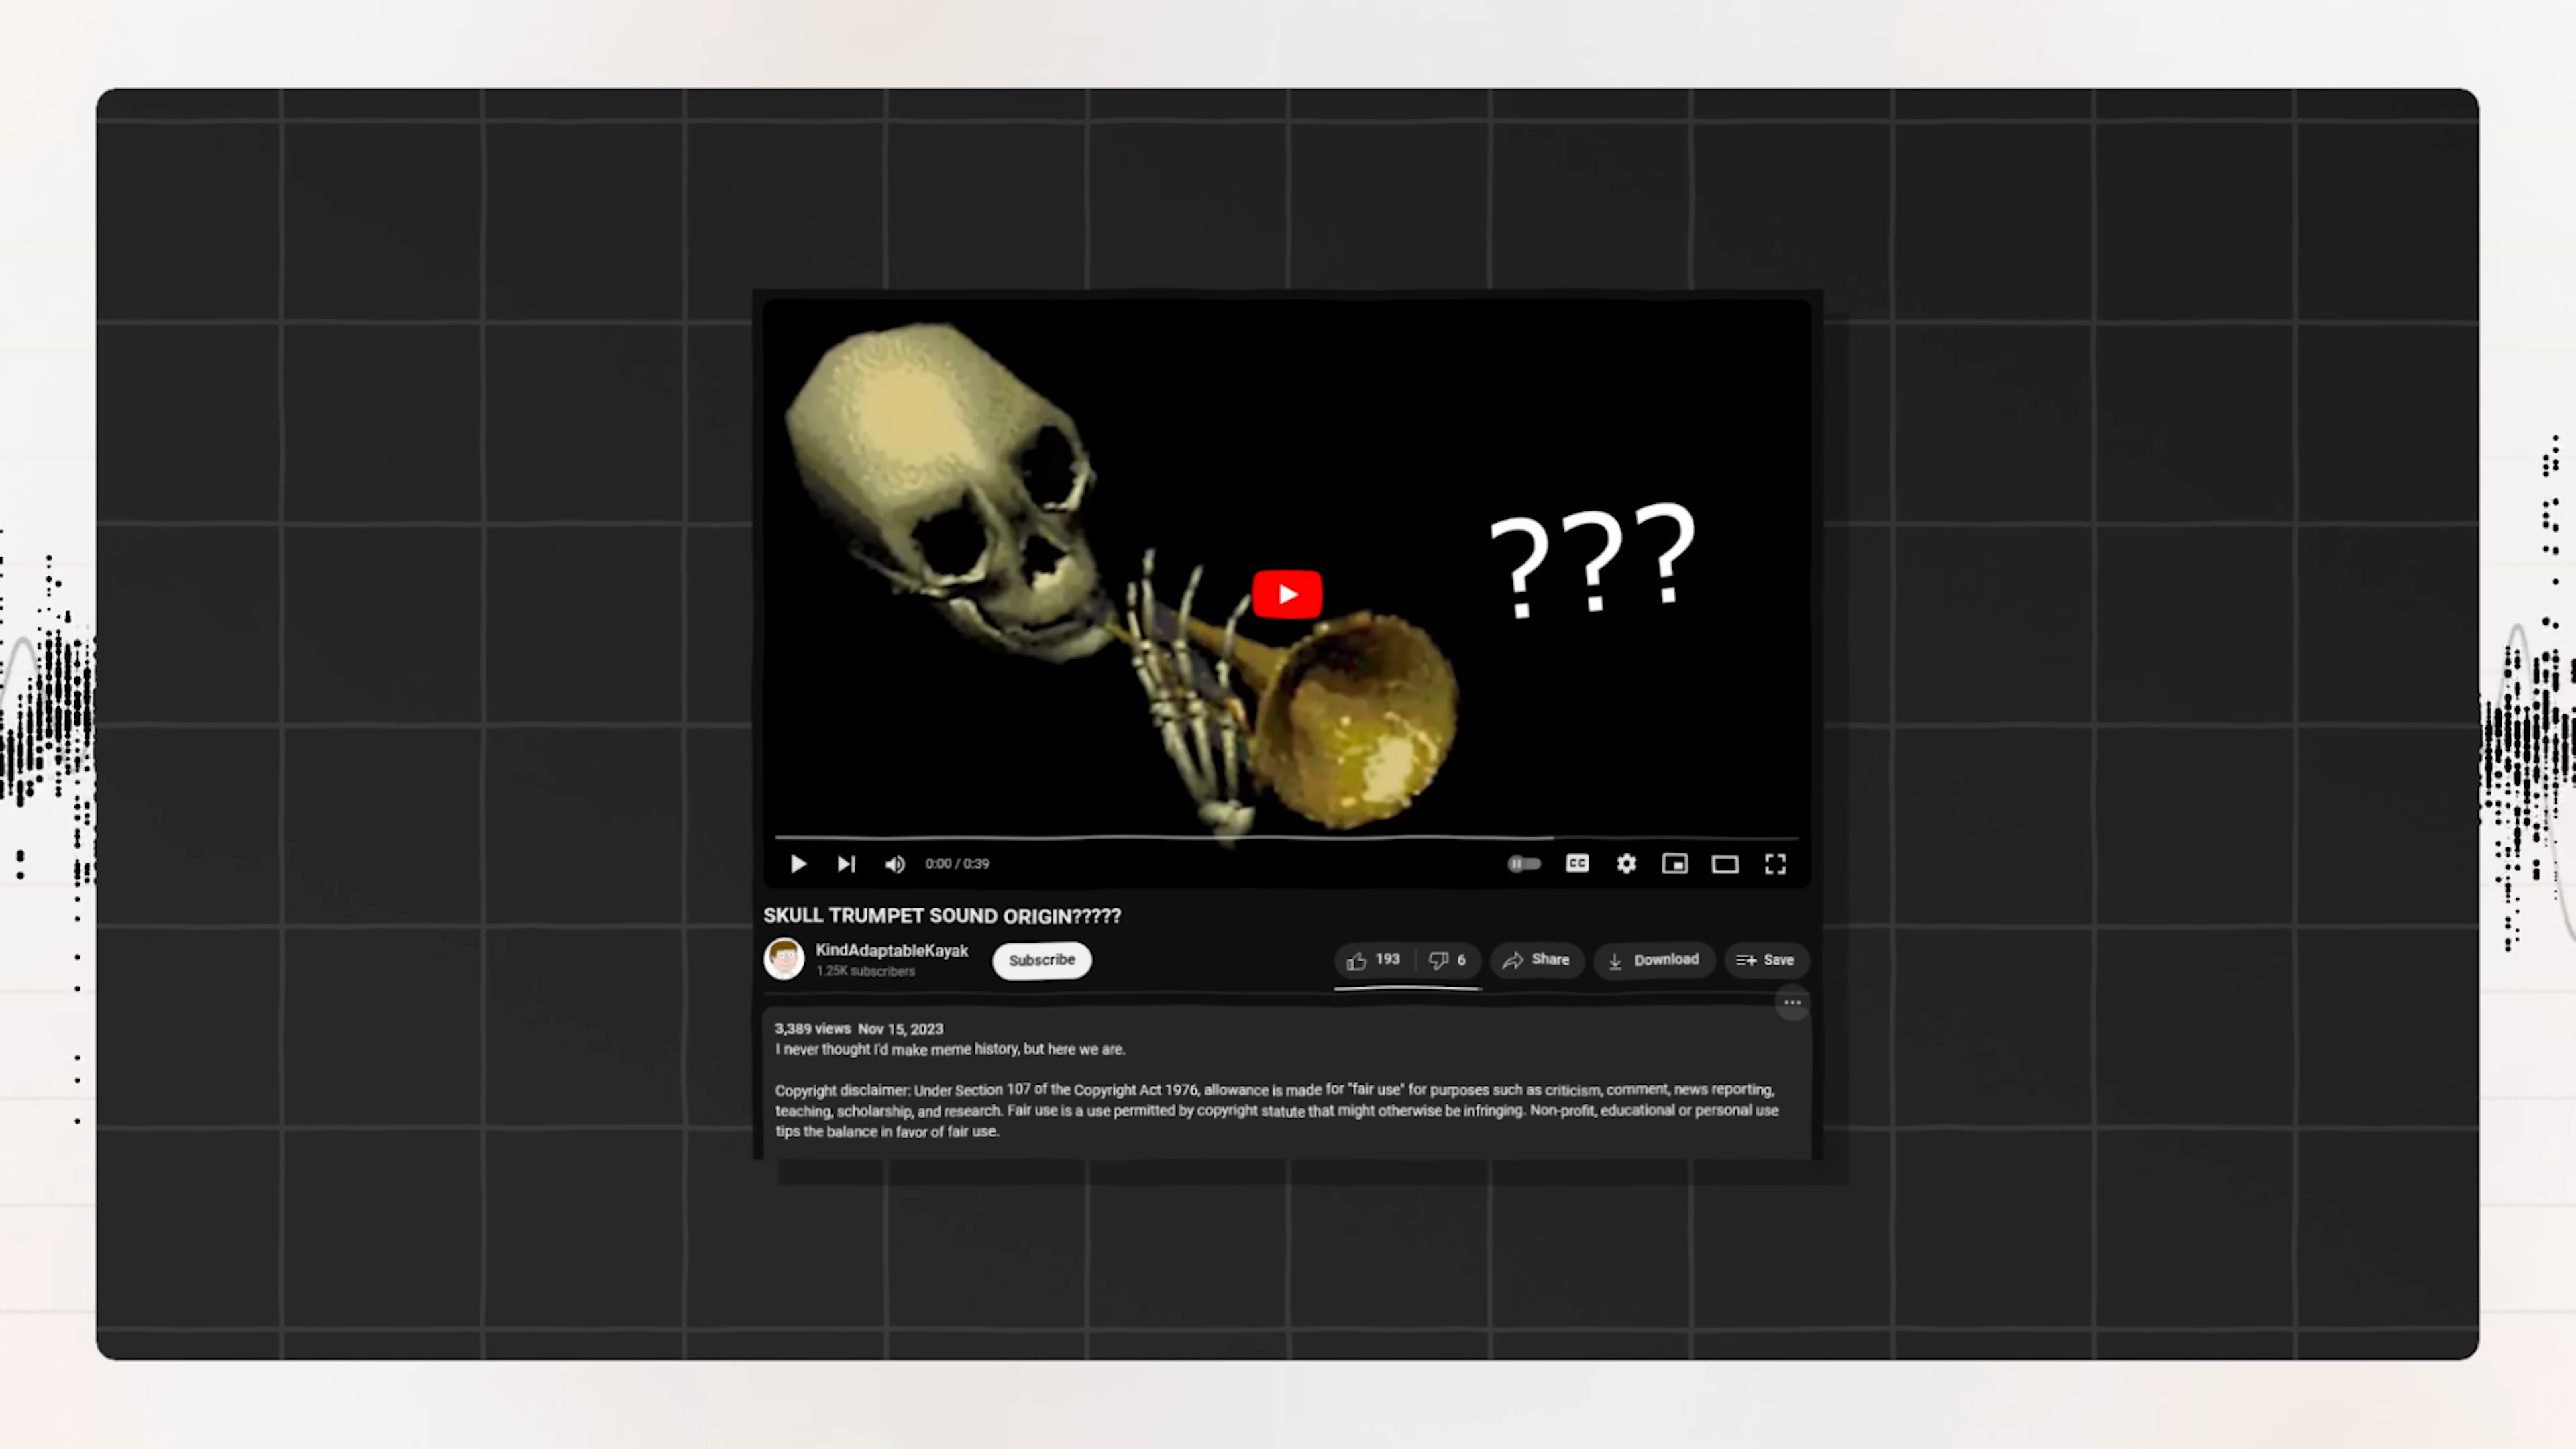 ???
0:00 / 0:39
CC
SKULL TRUMPET SOUND ORIGIN?????
KindAdaptableKayak
1.25K subscribers
Subscribe
193
6
Share
Download
Save
3,389 views Nov 15, 2023
I never thought I'd make meme history, but here we are.
Copyright disclaimer: Under Section 107 of the Copyright Act 1976, allowance is made for "fair use" for purposes such as criticism, comment, news reporting,
teaching, scholarship, and research. Fair use is a use permitted by copyright statute that might otherwise be infringing. Non-profit, educational or personal use
tips the balance in favor of fair use.